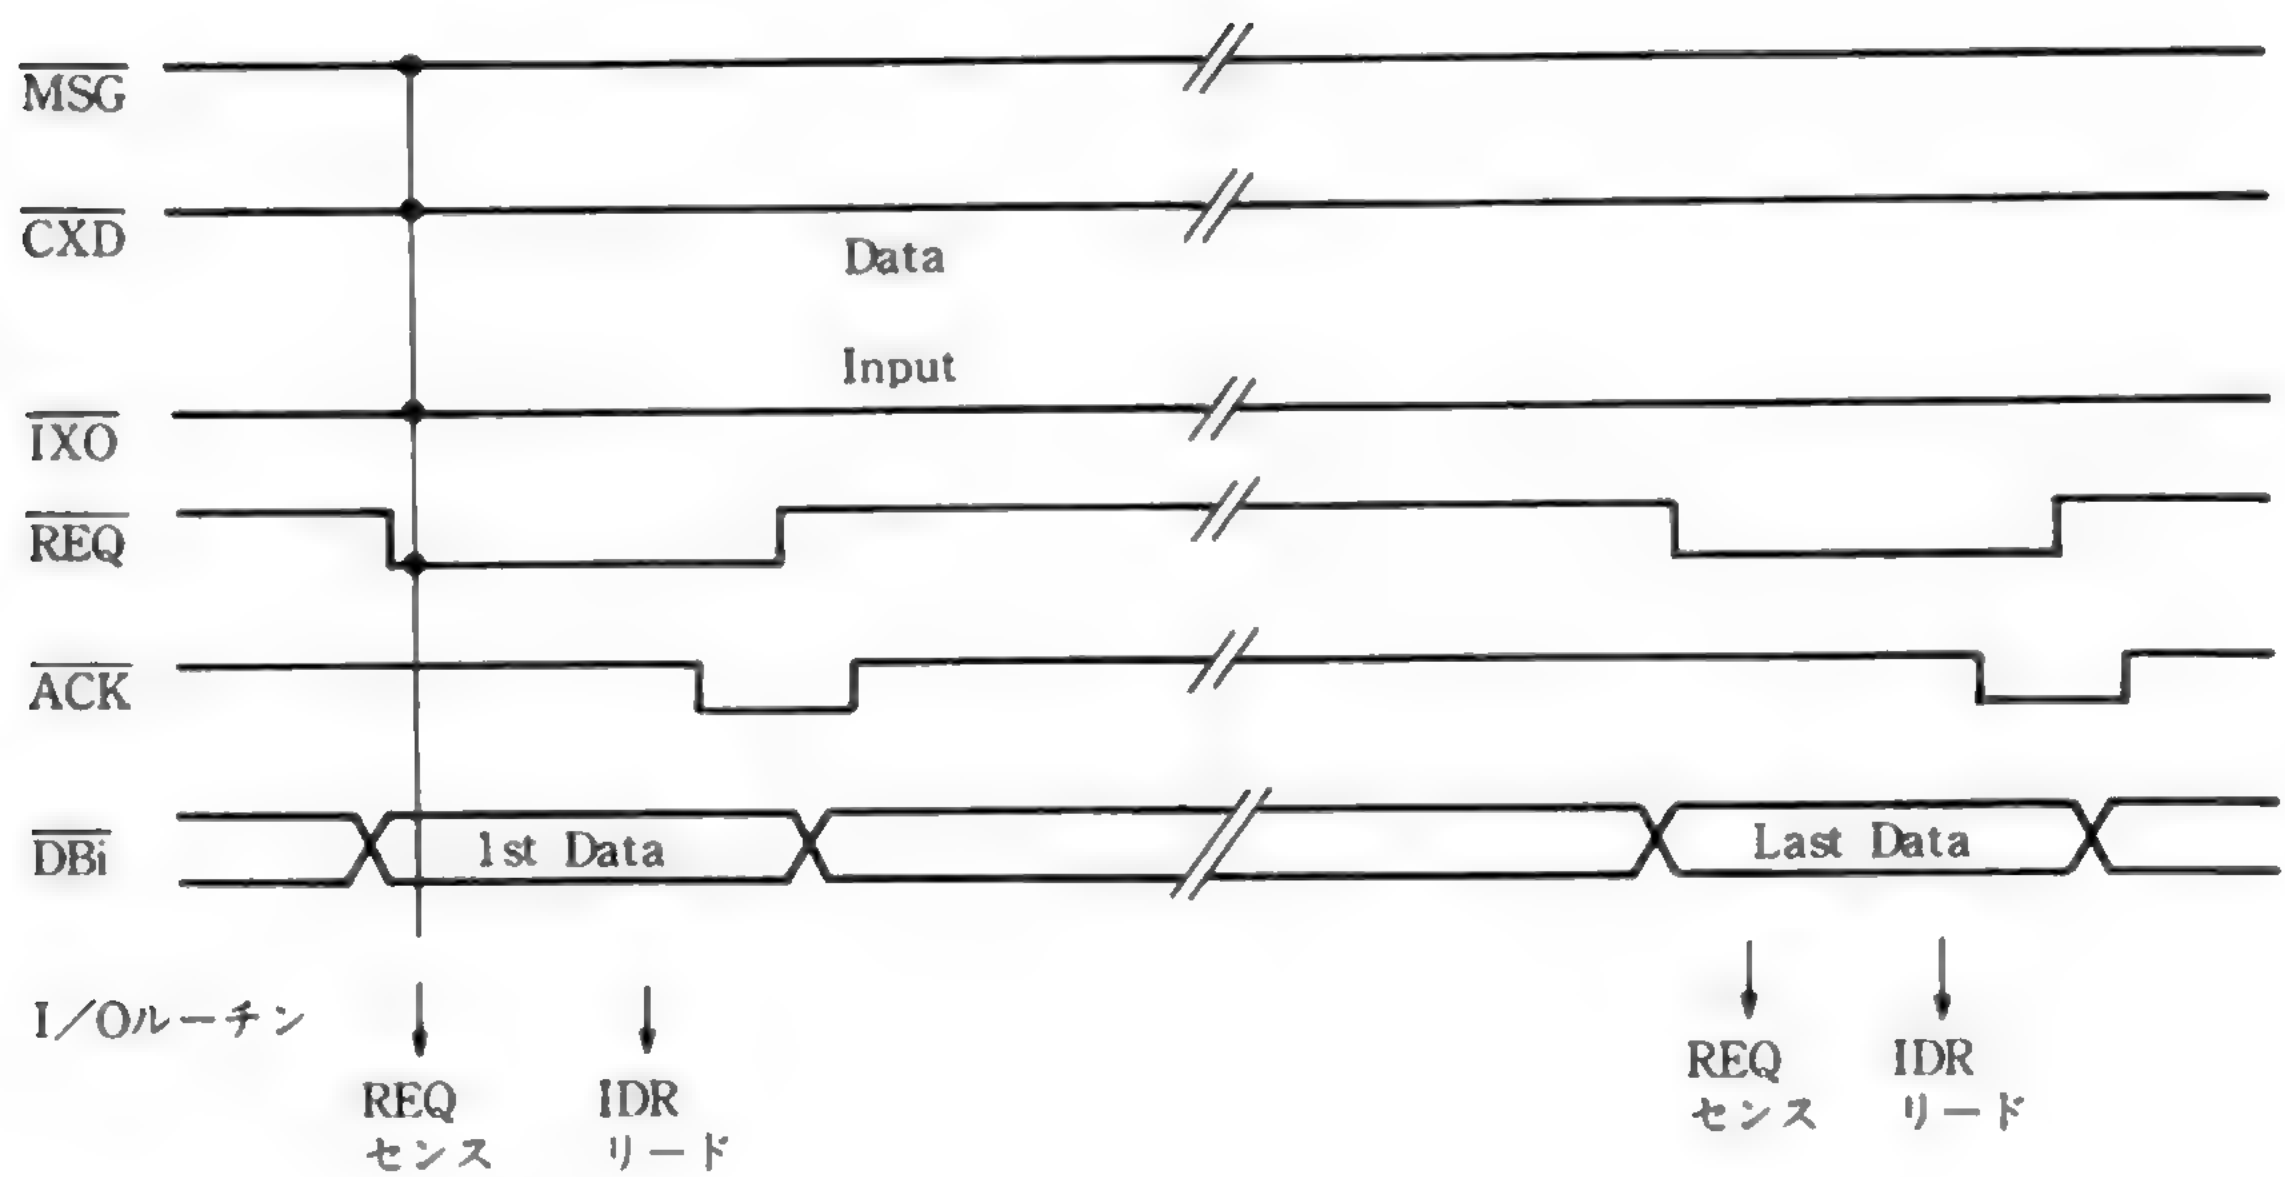 MSG
CXD
Data
Input
IXO
REQ
ACK
DBi
1st Data
Last Data
I/Oルーチン
REQ
センス
IDR
リード
REQ
センス
IDR
リード